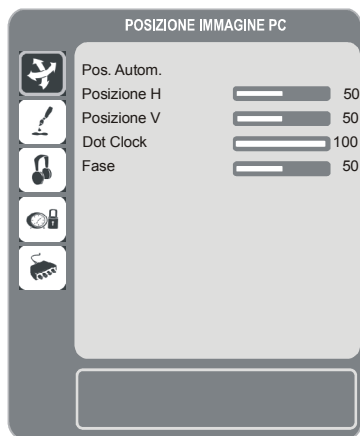 POSIZIONE IMMAGINE PC
Pos. Autom.
Posizione H 50
Posizione V 50
Dot Clock 100
Fase 50